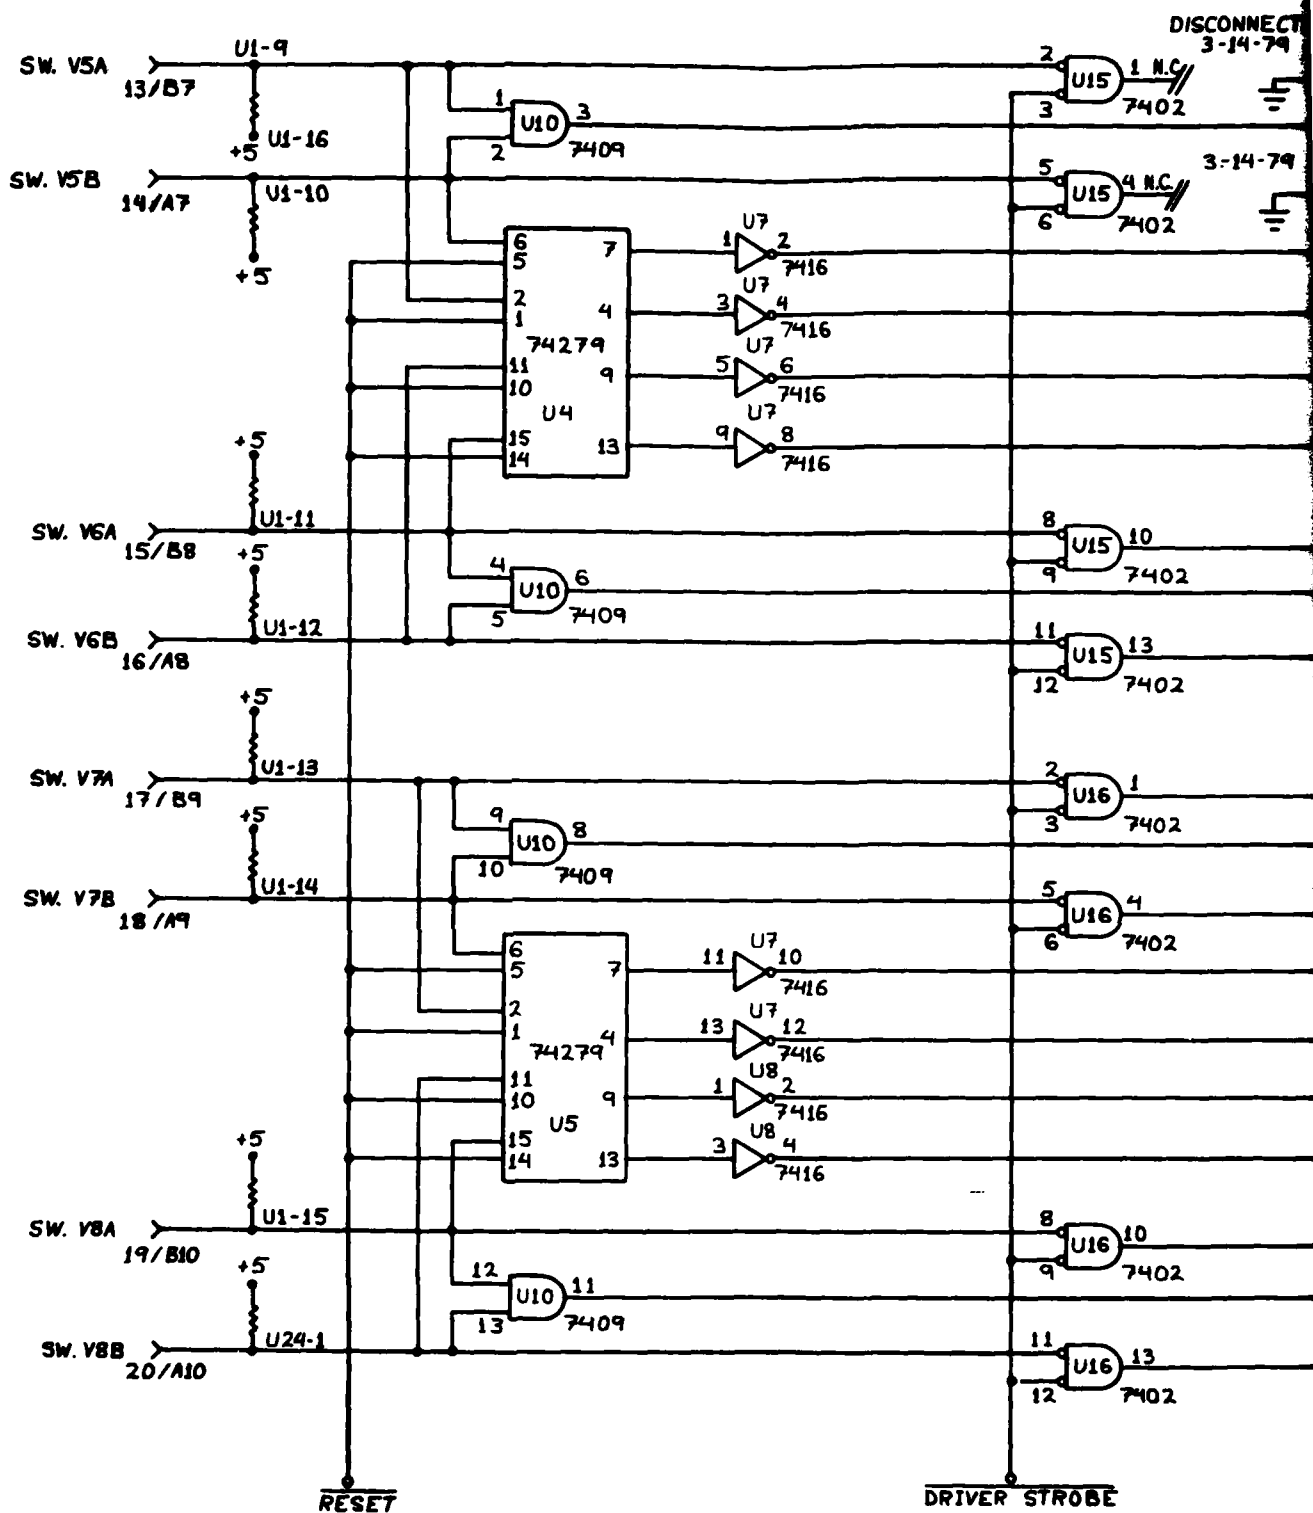 DISCONNECT
3-14-79
SW. V5A
13/B7
U1-9
U1-16
+5
1
2
U10
3
7409
2
3
U15
1 N.C.
7402
3-14-79
SW. V5B
14/A7
U1-10
+5
5
6
U15
4 N.C.
7402
6
5
2
1
11
10
15
14
74279
U4
7
4
9
13
U7
1
2
7416
U7
3
4
7416
U7
5
6
7416
U7
9
8
7416
+5
SW. V6A
15/B8
U1-11
+5
4
5
U10
6
7409
8
9
U15
10
7402
SW. V6B
16/A8
U1-12
11
12
U15
13
7402
+5
SW. V7A
17/B9
U1-13
+5
9
10
U10
8
7409
2
3
U16
1
7402
SW. V7B
18/A9
U1-14
5
6
U16
4
7402
6
5
2
1
11
10
15
14
74279
U5
7
4
9
13
U7
11
10
7416
U7
13
12
7416
U8
1
2
7416
U8
3
4
7416
+5
SW. V8A
19/B10
U1-15
+5
12
13
U10
11
7409
8
9
U16
10
7402
SW. V8B
20/A10
U24-1
11
12
U16
13
7402
RESET
DRIVER STROBE